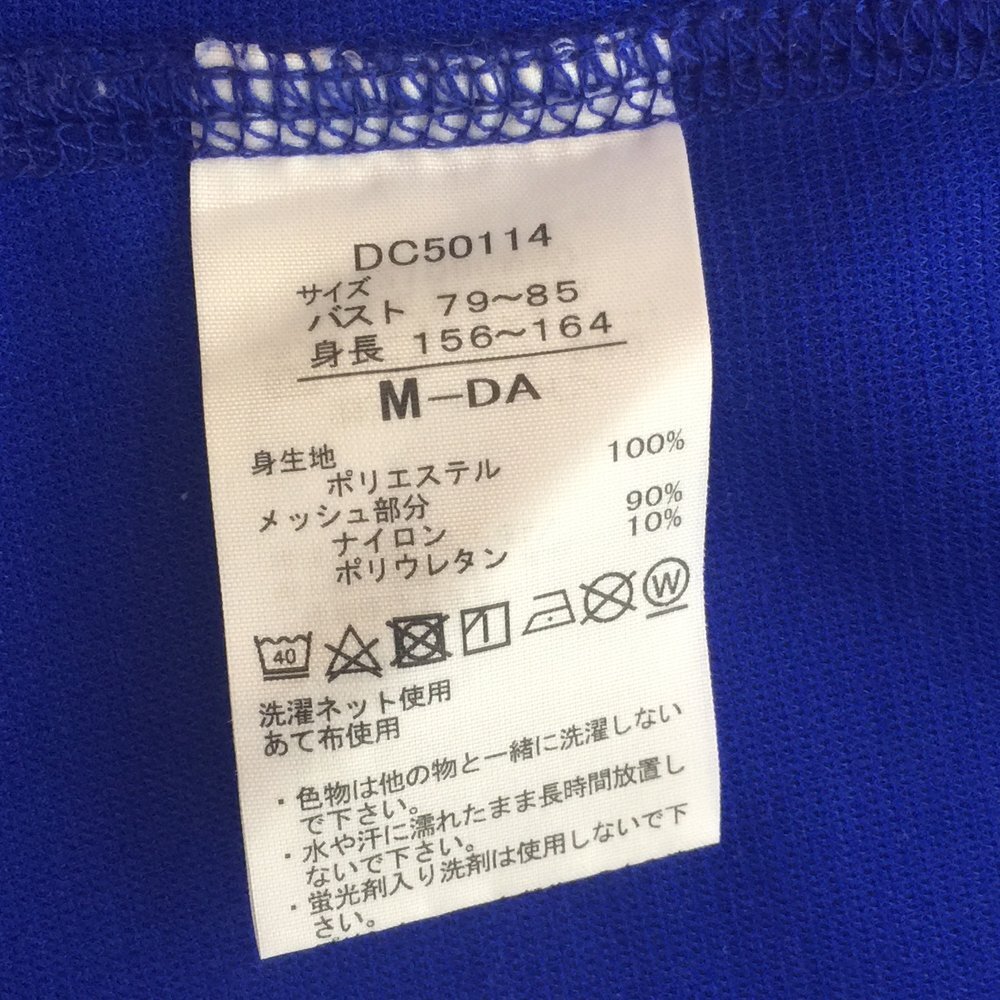 DC50114
サイズ
バスト 79～85
身長 156～164
M－DA
身生地
ポリエステル 100%
メッシュ部分
ナイロン 90%
ポリウレタン 10%
40
W
洗濯ネット使用
あて布使用
・色物は他の物と一緒に洗濯しない
で下さい。
・水や汗に濡れたまま長時間放置し
ないで下さい。
・蛍光剤入り洗剤は使用しないで下
さい。